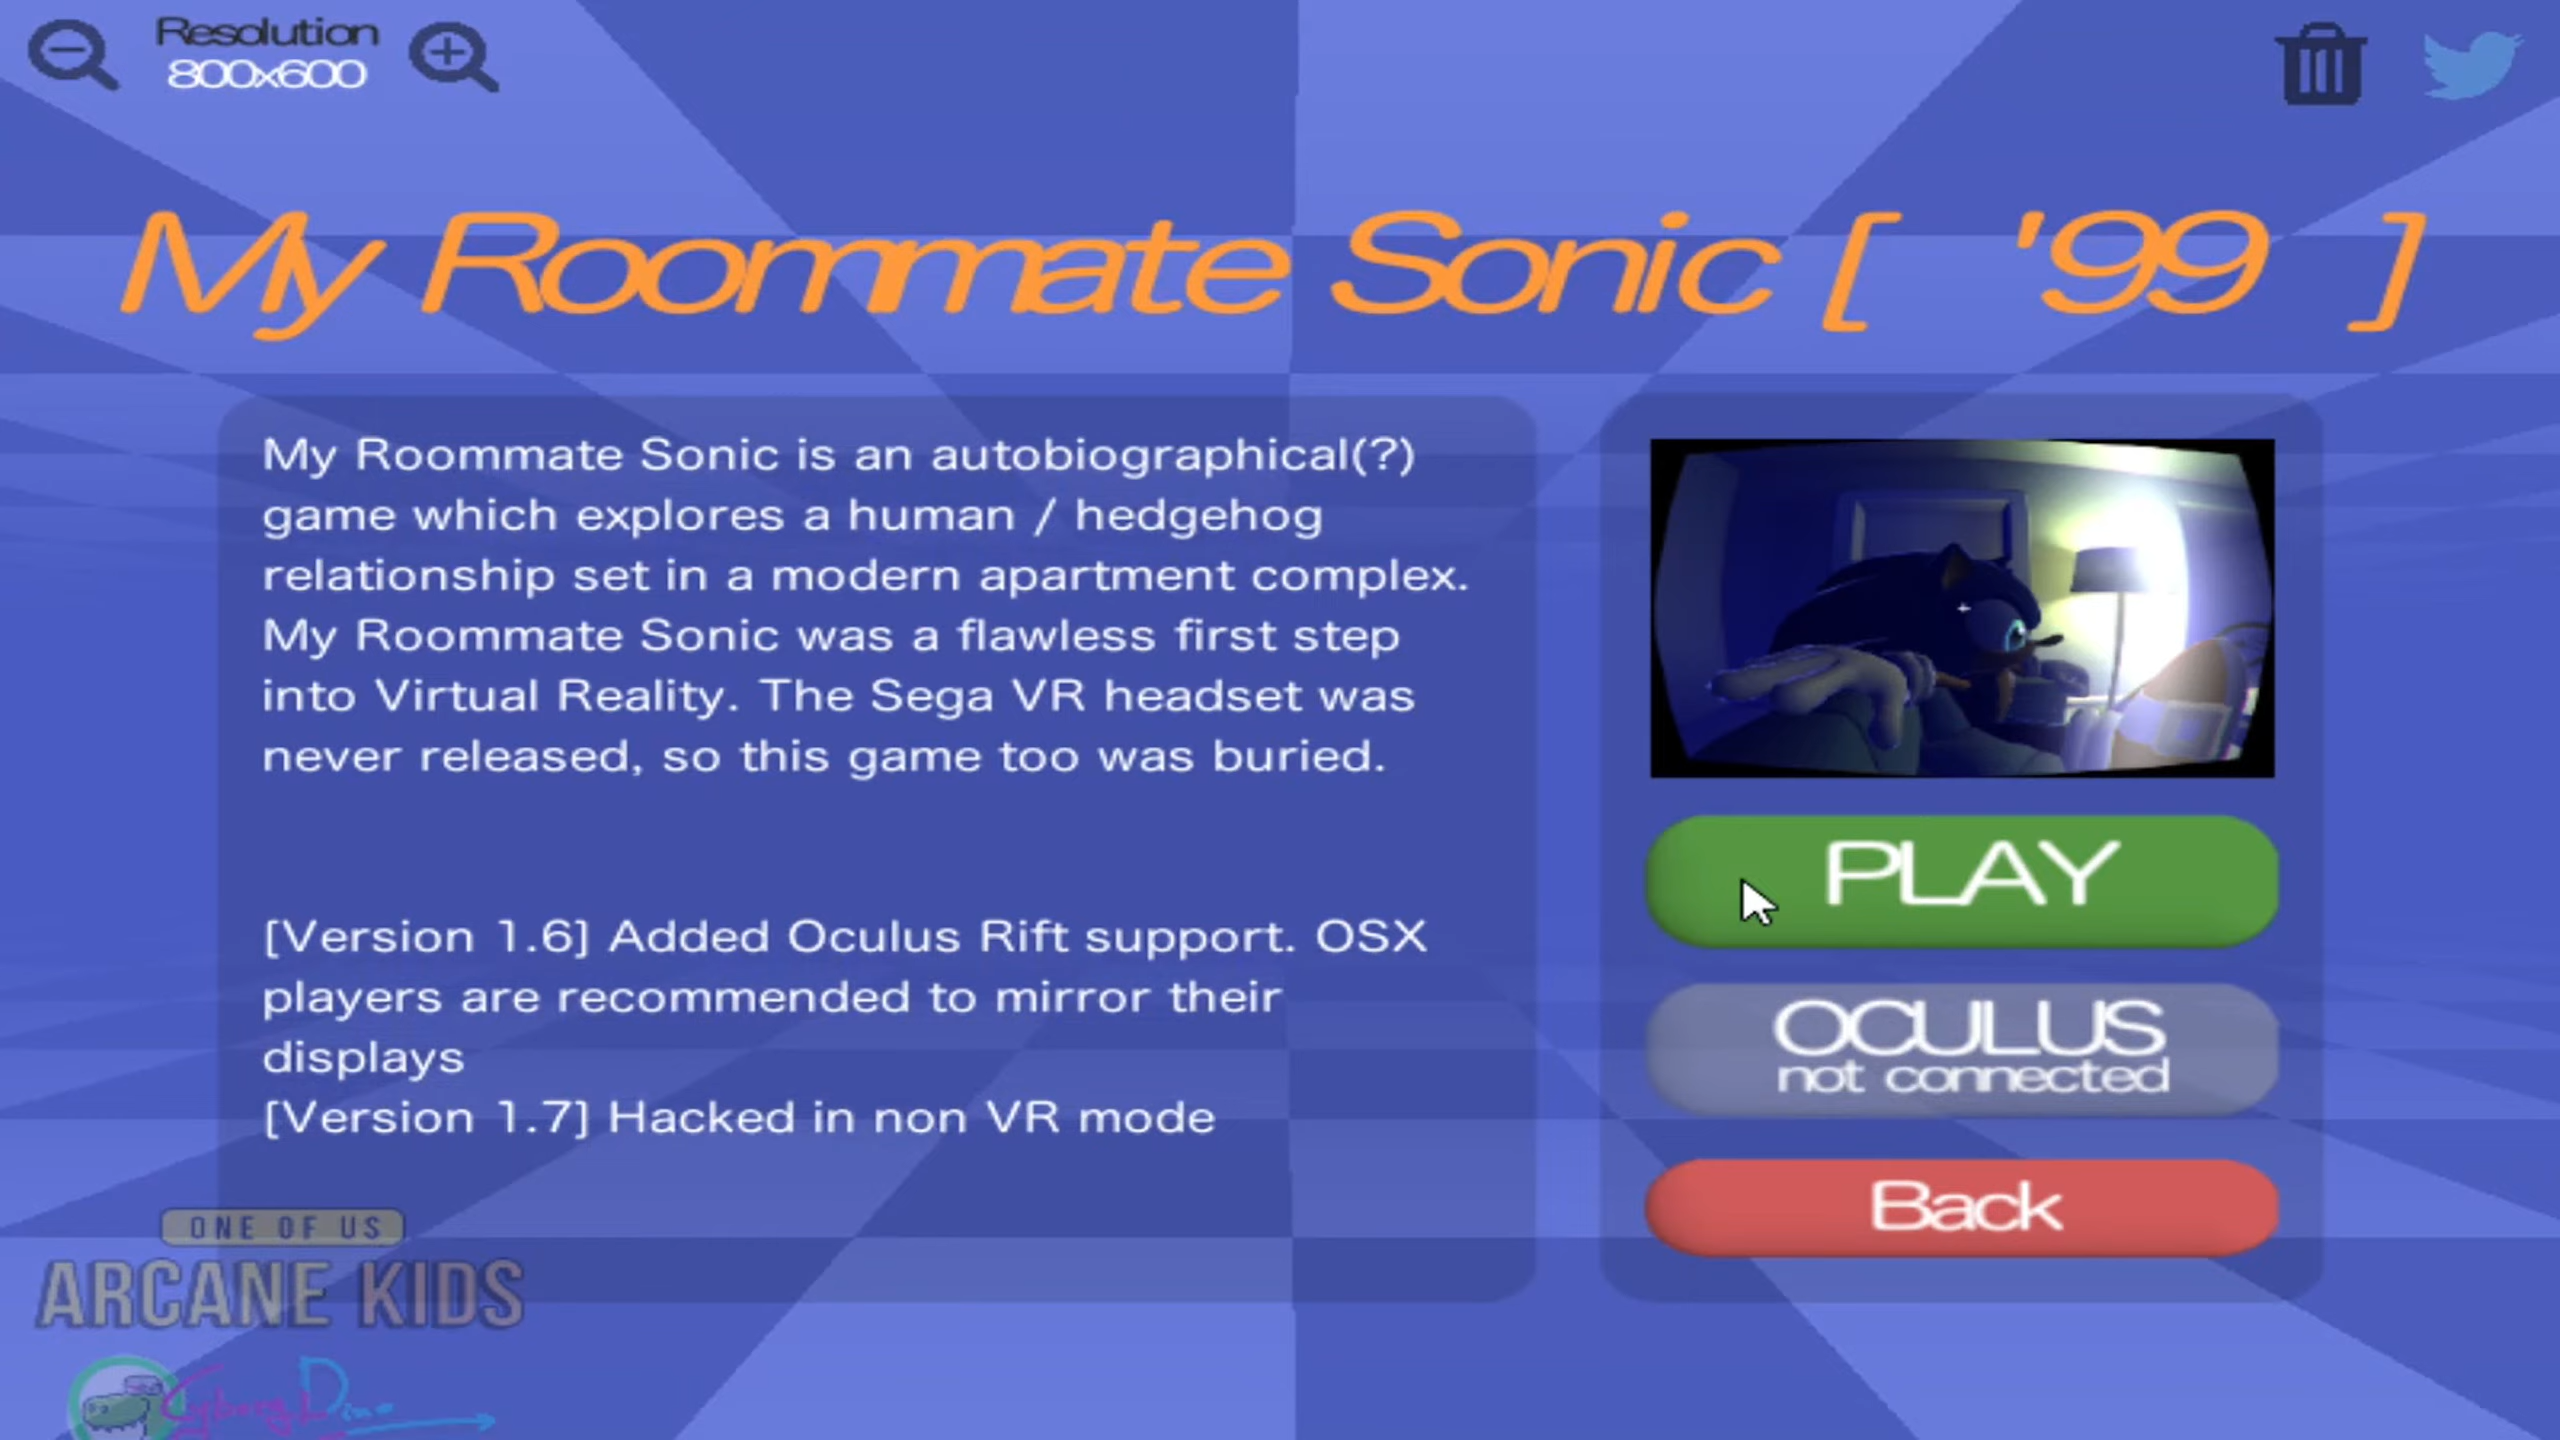 Resolution
800x600
My Roommate Sonic [ '99 ]
My Roommate Sonic is an autobiographical(?)
game which explores a human / hedgehog
relationship set in a modern apartment complex.
My Roommate Sonic was a flawless first step
into Virtual Reality. The Sega VR headset was
never released, so this game too was buried.
[Version 1.6] Added Oculus Rift support. OSX
players are recommended to mirror their
displays
[Version 1.7] Hacked in non VR mode
PLAY
OCULUS
not connected
Back
ONE OF US
ARCANE KIDS
Cyborg Dino